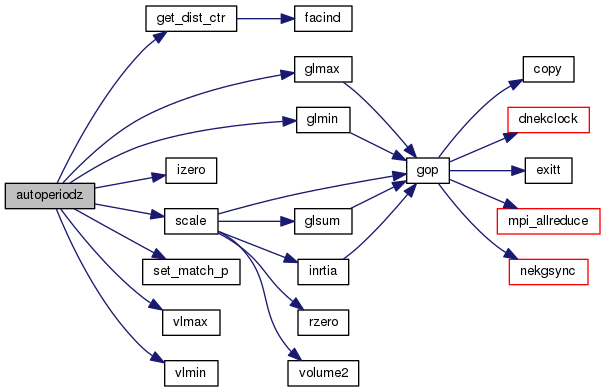 get_dist_ctr
facind
glmax
copy
glmin
dnekclock
izero
gop
exitt
autoperiodz
scale
glsum
mpi_allreduce
set_match_p
inrtia
nekgsync
vlmax
rzero
vlmin
volume2